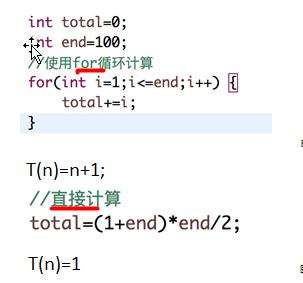 int total=0;
int end=100;
//使用for循环计算
for(int i=1;i<=end;i++) {
total+=i;
}
T(n)=n+1;
//直接计算
total=(1+end)*end/2;
T(n)=1